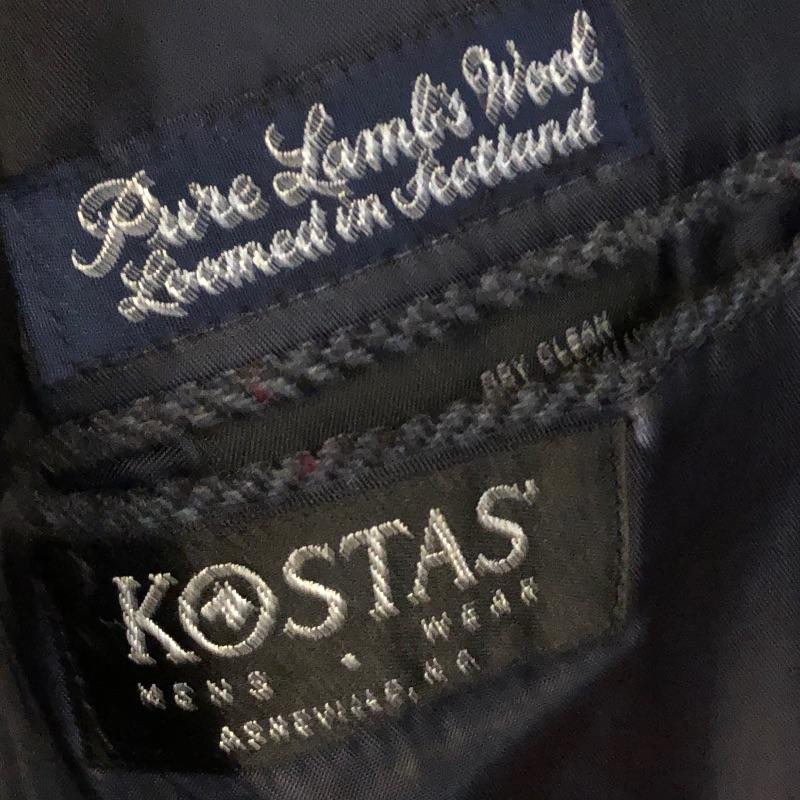 Pure Lamb's Wool
Loomed in Scotland
DRY CLEAN
KOSTAS
MENS • WEAR
ASHEVILLE, N.C.